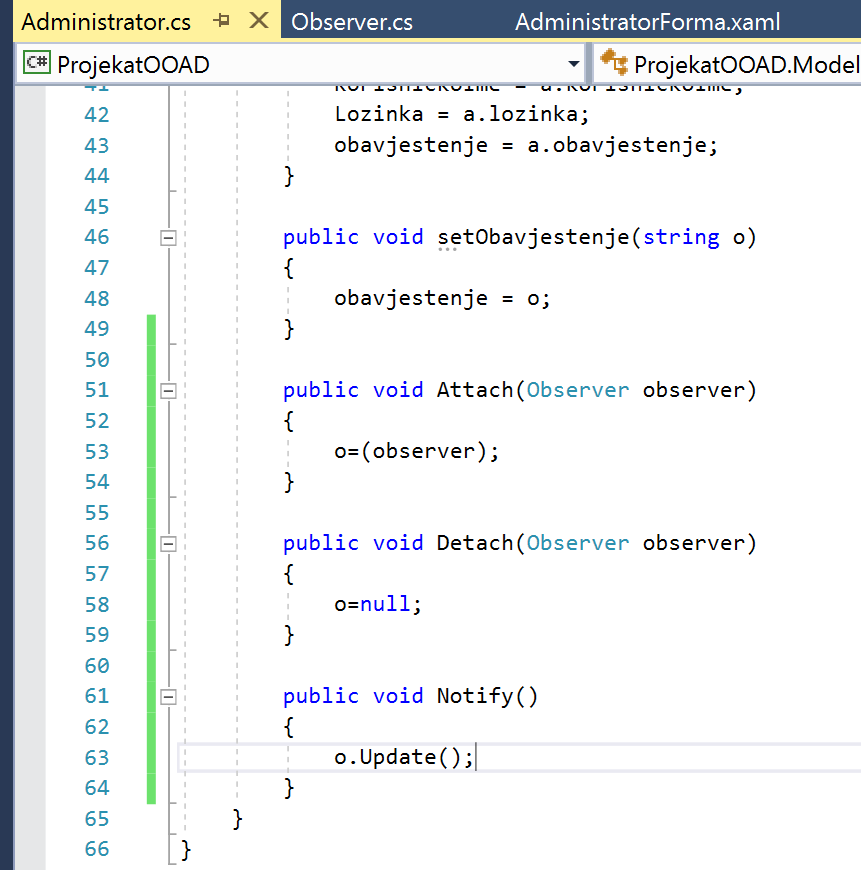 Administrator.cs
Observer.cs
AdministratorForma.xaml
C# ProjekatOOAD
ProjekatOOAD.Model
41 KorisnickoIme = a.korisnickoIme;
42 Lozinka = a.lozinka;
43 obavjestenje = a.obavjestenje;
44 }
45
46 public void setObavjestenje(string o)
47 {
48 obavjestenje = o;
49 }
50
51 public void Attach(Observer observer)
52 {
53 o=(observer);
54 }
55
56 public void Detach(Observer observer)
57 {
58 o=null;
59 }
60
61 public void Notify()
62 {
63 o.Update();
64 }
65 }
66 }